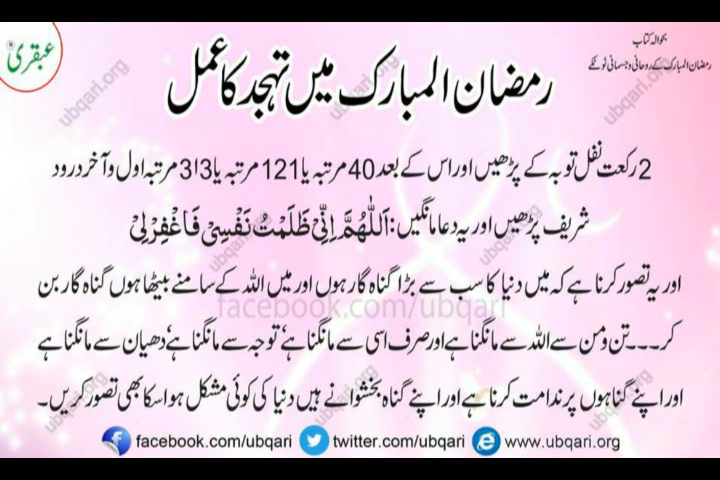 بحوالہ کتاب
رمضان المبارک کے روحانی و جسمانی ٹوٹکے
عبقری
رمضان المبارک میں تہجد کا عمل
2 رکعت نفل توبہ کے پڑھیں اور اس کے بعد 40 مرتبہ یا 121 مرتبہ یا 313 مرتبہ اول و آخر درود
شریف پڑھیں اور یہ دعا مانگیں: اَللّٰهُمَّ اِنِّیْ ظَلَمْتُ نَفْسِیْ فَاغْفِرْلِیْ
اور یہ تصور کرنا ہے کہ میں دنیا کا سب سے بڑا گناہ گار ہوں اور میں اللہ کے سامنے بیٹھا ہوں گناہ گار بن
کر۔۔۔ تن و من سے اللہ سے مانگنا ہے اور صرف اسی سے مانگنا ہے‘ توجہ سے مانگنا ہے‘ دھیان سے مانگنا ہے
اور اپنے گناہوں پر ندامت کرنا ہے اور اپنے گناہ بخشوانے ہیں دنیا کی کوئی مشکل ہو اسکا بھی تصور کریں۔
facebook.com/ubqari
facebook.com/ubqari twitter.com/ubqari www.ubqari.org
ubqari.org